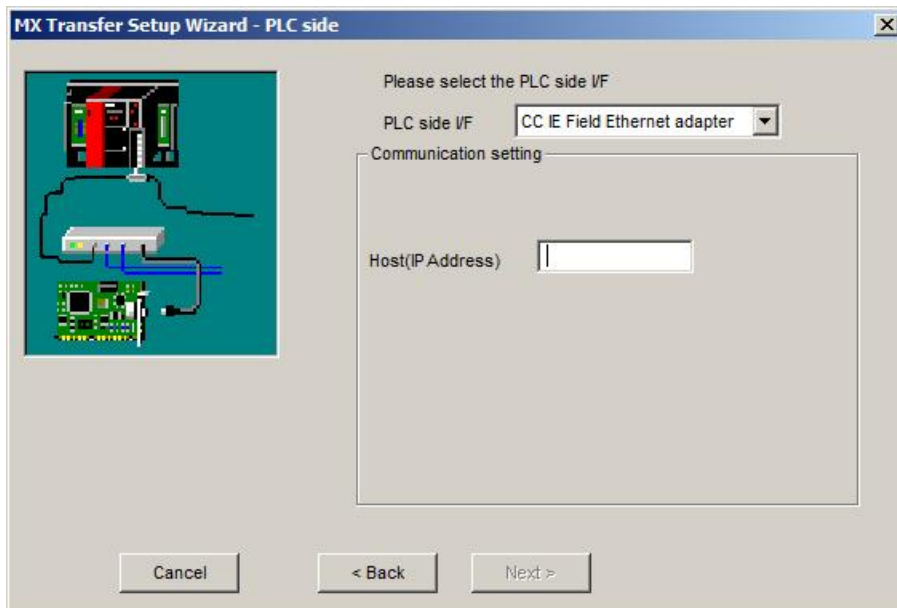 MX Transfer Setup Wizard - PLC side
Please select the PLC side I/F
PLC side I/F CC IE Field Ethernet adapter
Communication setting
Host(IP Address)
Cancel < Back Next >